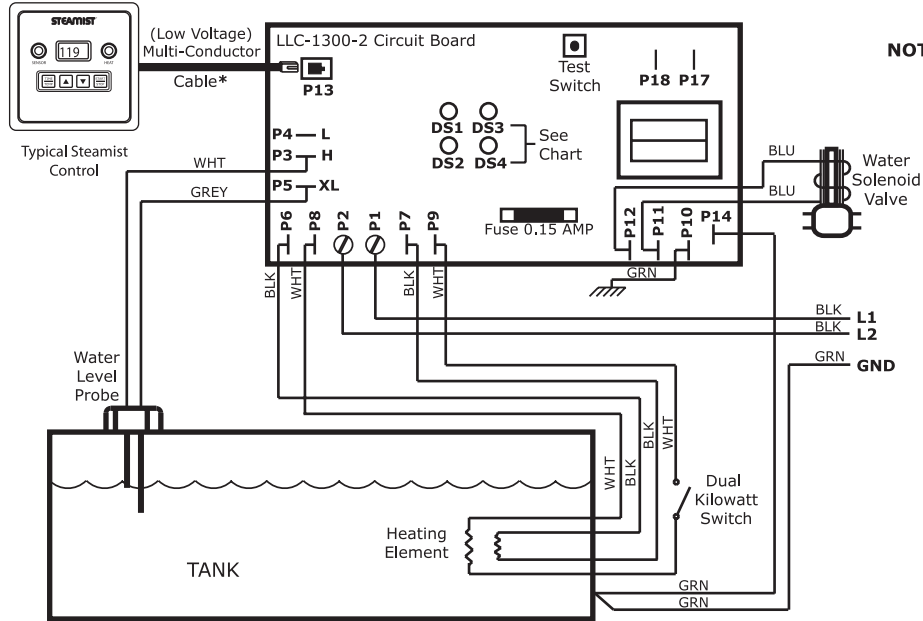 STEAMIST
119
SENSOR
HEAT
Typical Steamist
Control
(Low Voltage)
Multi-Conductor
Cable*
LLC-1300-2 Circuit Board
P13
Test
Switch
P18 P17
NOT
DS1 DS3
DS2 DS4
See
Chart
P4 L
P3 H
P5 XL
WHT
GREY
P6
P8
P2
P1
P7
P9
Fuse 0.15 AMP
P12
P11
P10
P14
BLU
BLU
Water
Solenoid
Valve
BLK
WHT
BLK
WHT
GRN
BLK L1
BLK L2
GRN GND
Water
Level
Probe
WHT
BLK
BLK
WHT
Dual
Kilowatt
Switch
Heating
Element
TANK
GRN
GRN